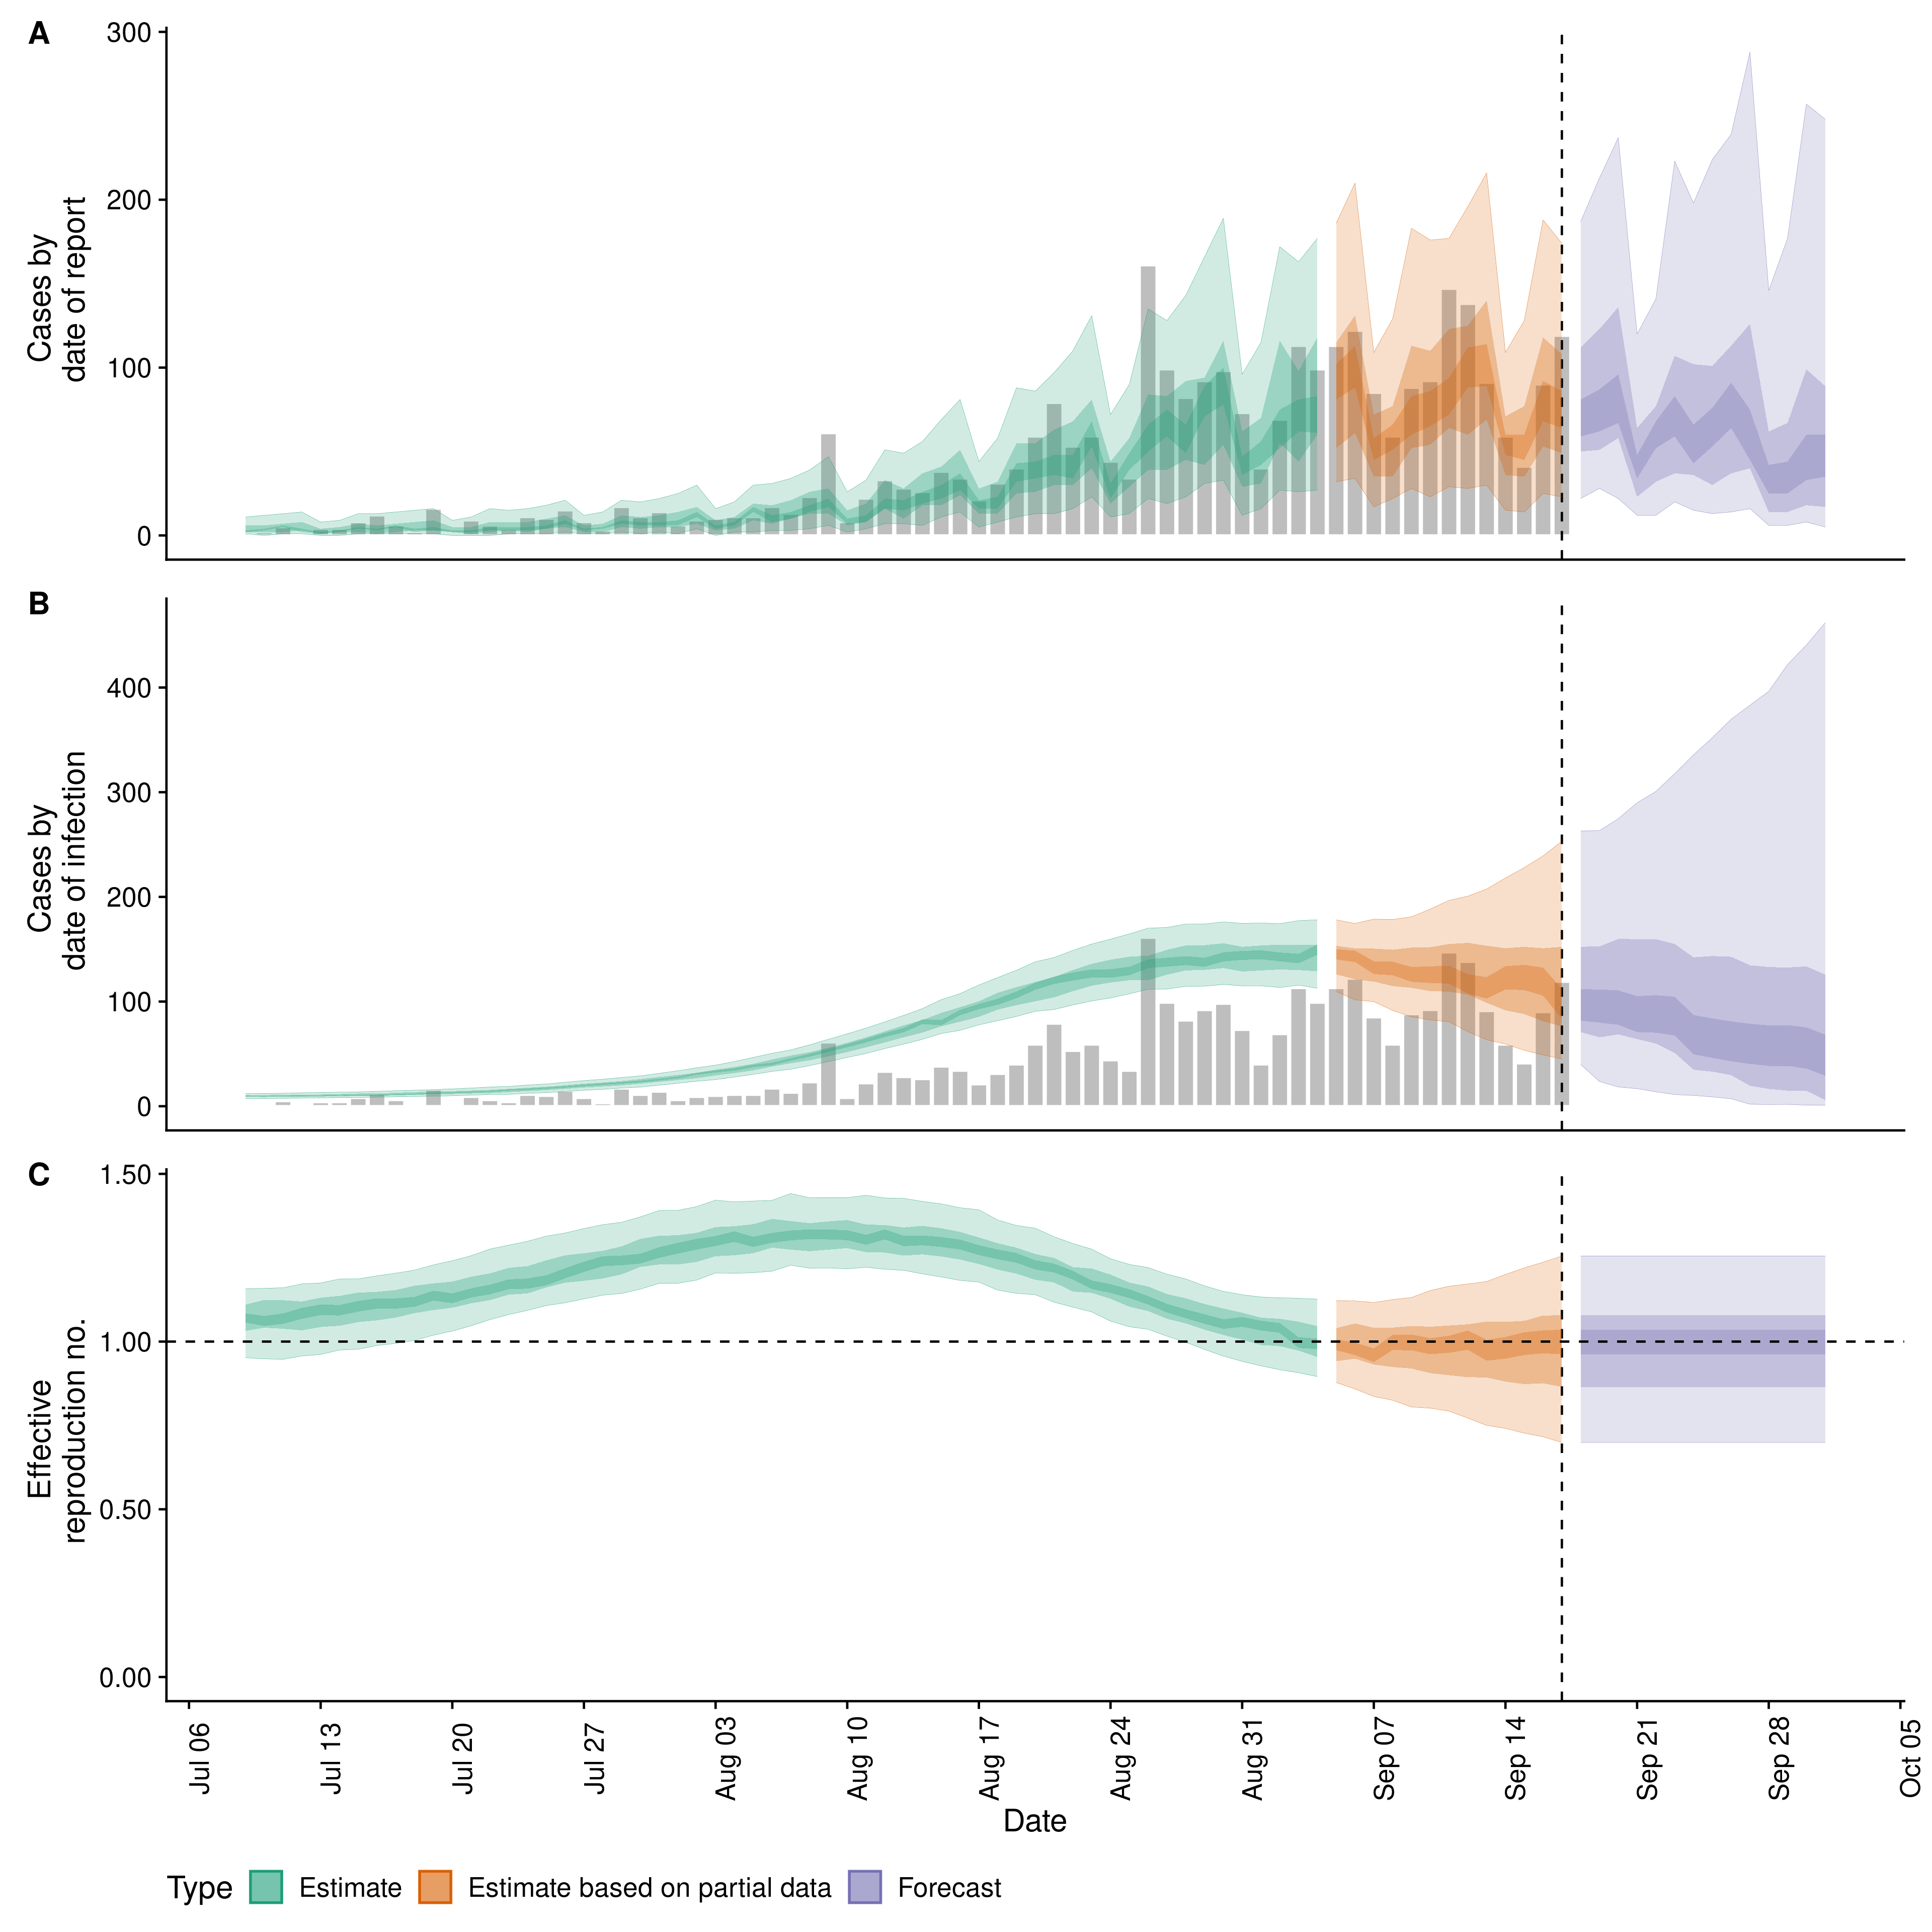 A
300
200
100
0
Cases by
date of report
B
400
300
200
100
0
Cases by
date of infection
C
1.50
1.00
0.50
0.00
Effective
reproduction no.
Jul 06
Jul 13
Jul 20
Jul 27
Aug 03
Aug 10
Aug 17
Aug 24
Aug 31
Sep 07
Sep 14
Sep 21
Sep 28
Oct 05
Date
Type
Estimate
Estimate based on partial data
Forecast